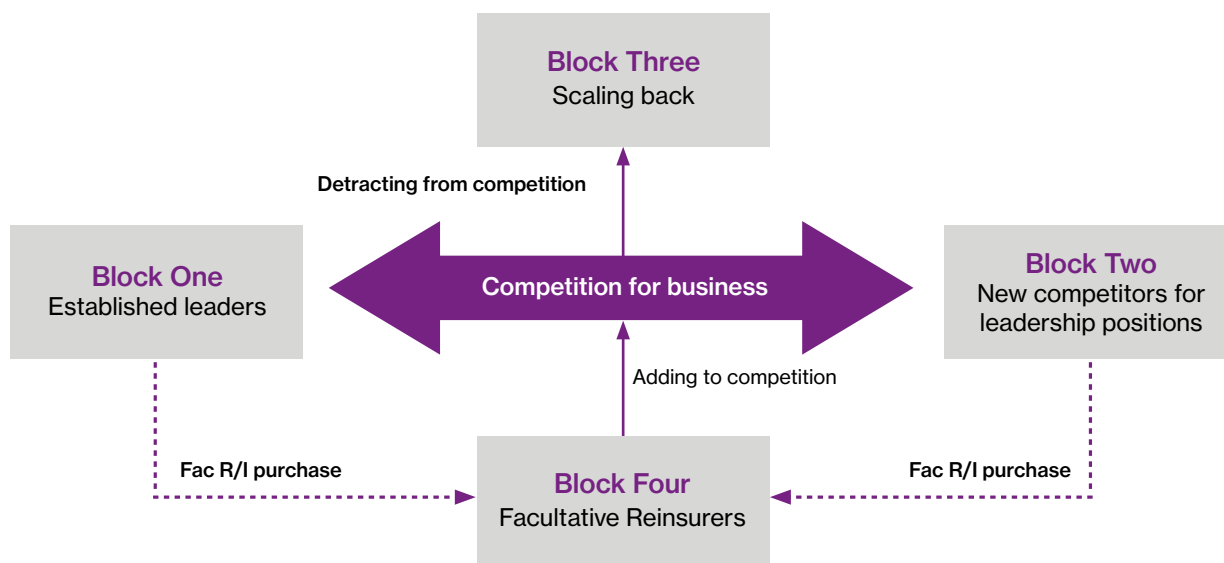 Block Three
Scaling back
Detracting from competition
Block One
Established leaders
Competition for business
Block Two
New competitors for
leadership positions
Adding to competition
Fac R/I purchase
Block Four
Facultative Reinsurers
Fac R/I purchase